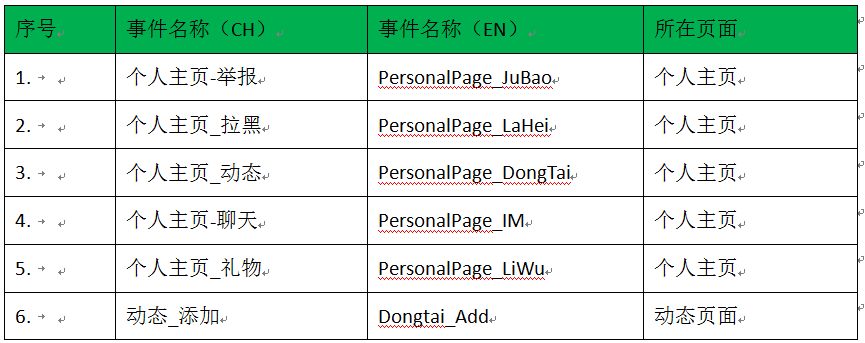 序号 事件名称（CH） 事件名称（EN） 所在页面
1. 个人主页-举报 PersonalPage_JuBao 个人主页
2. 个人主页_拉黑 PersonalPage_LaHei 个人主页
3. 个人主页_动态 PersonalPage_DongTai 个人主页
4. 个人主页-聊天 PersonalPage_IM 个人主页
5. 个人主页_礼物 PersonalPage_LiWu 个人主页
6. 动态_添加 Dongtai_Add 动态页面